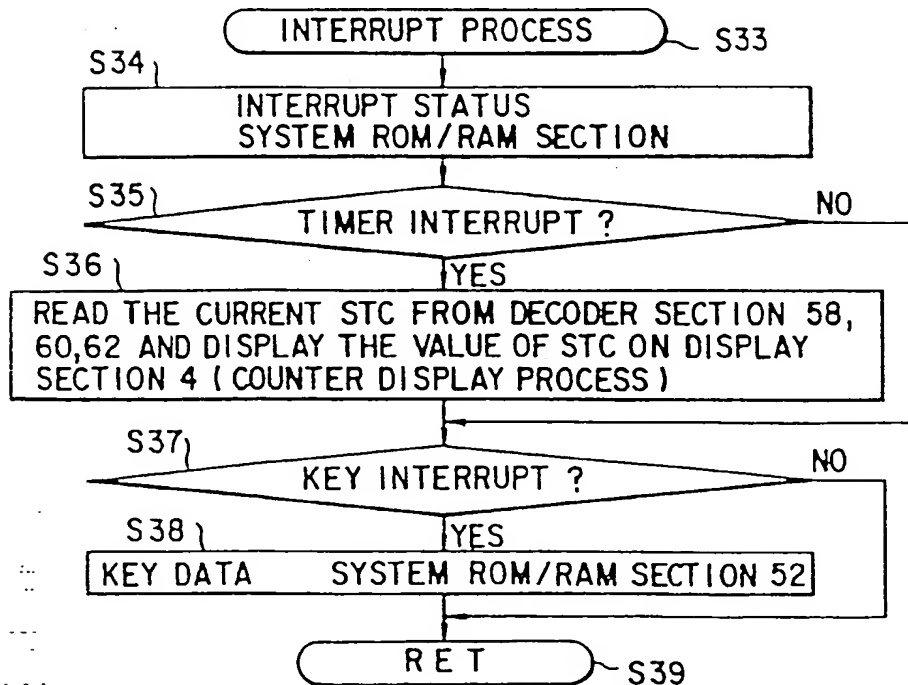 INTERRUPT PROCESS
S33
S34
INTERRUPT STATUS
SYSTEM ROM/RAM SECTION
S35
TIMER INTERRUPT ?
NO
S36
YES
READ THE CURRENT STC FROM DECODER SECTION 58,
60,62 AND DISPLAY THE VALUE OF STC ON DISPLAY
SECTION 4 (COUNTER DISPLAY PROCESS)
S37
KEY INTERRUPT ?
NO
S38
YES
KEY DATA SYSTEM ROM/RAM SECTION 52
RET
S39